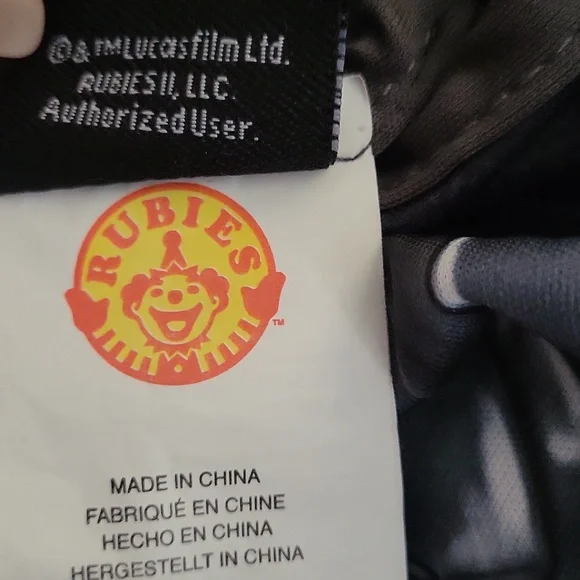 ©&™Lucasfilm Ltd.
RUBIES II, LLC.
Authorized User.
RUBIES
TM
MADE IN CHINA
FABRIQUÉ EN CHINE
HECHO EN CHINA
HERGESTELLT IN CHINA